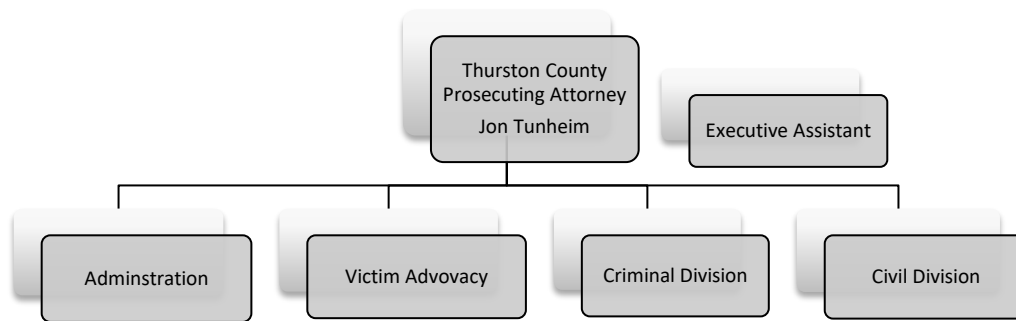 Thurston County
Prosecuting Attorney
Jon Tunheim
Executive Assistant
Adminstration
Victim Advocacy
Criminal Division
Civil Division